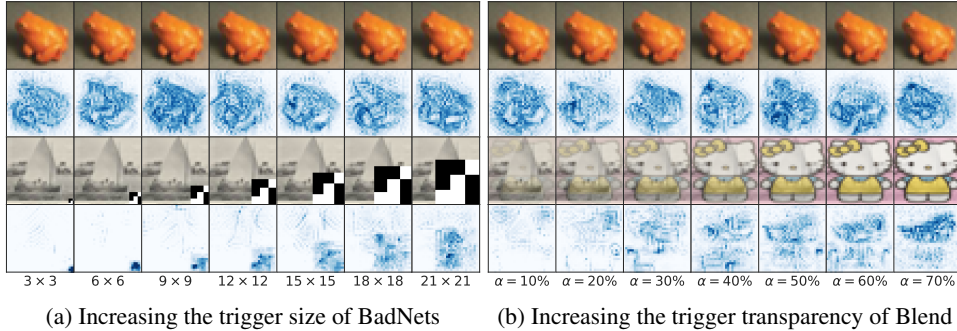 3 × 3 6 × 6 9 × 9 12 × 12 15 × 15 18 × 18 21 × 21
α = 10% α = 20% α = 30% α = 40% α = 50% α = 60% α = 70%
(a) Increasing the trigger size of BadNets
(b) Increasing the trigger transparency of Blend